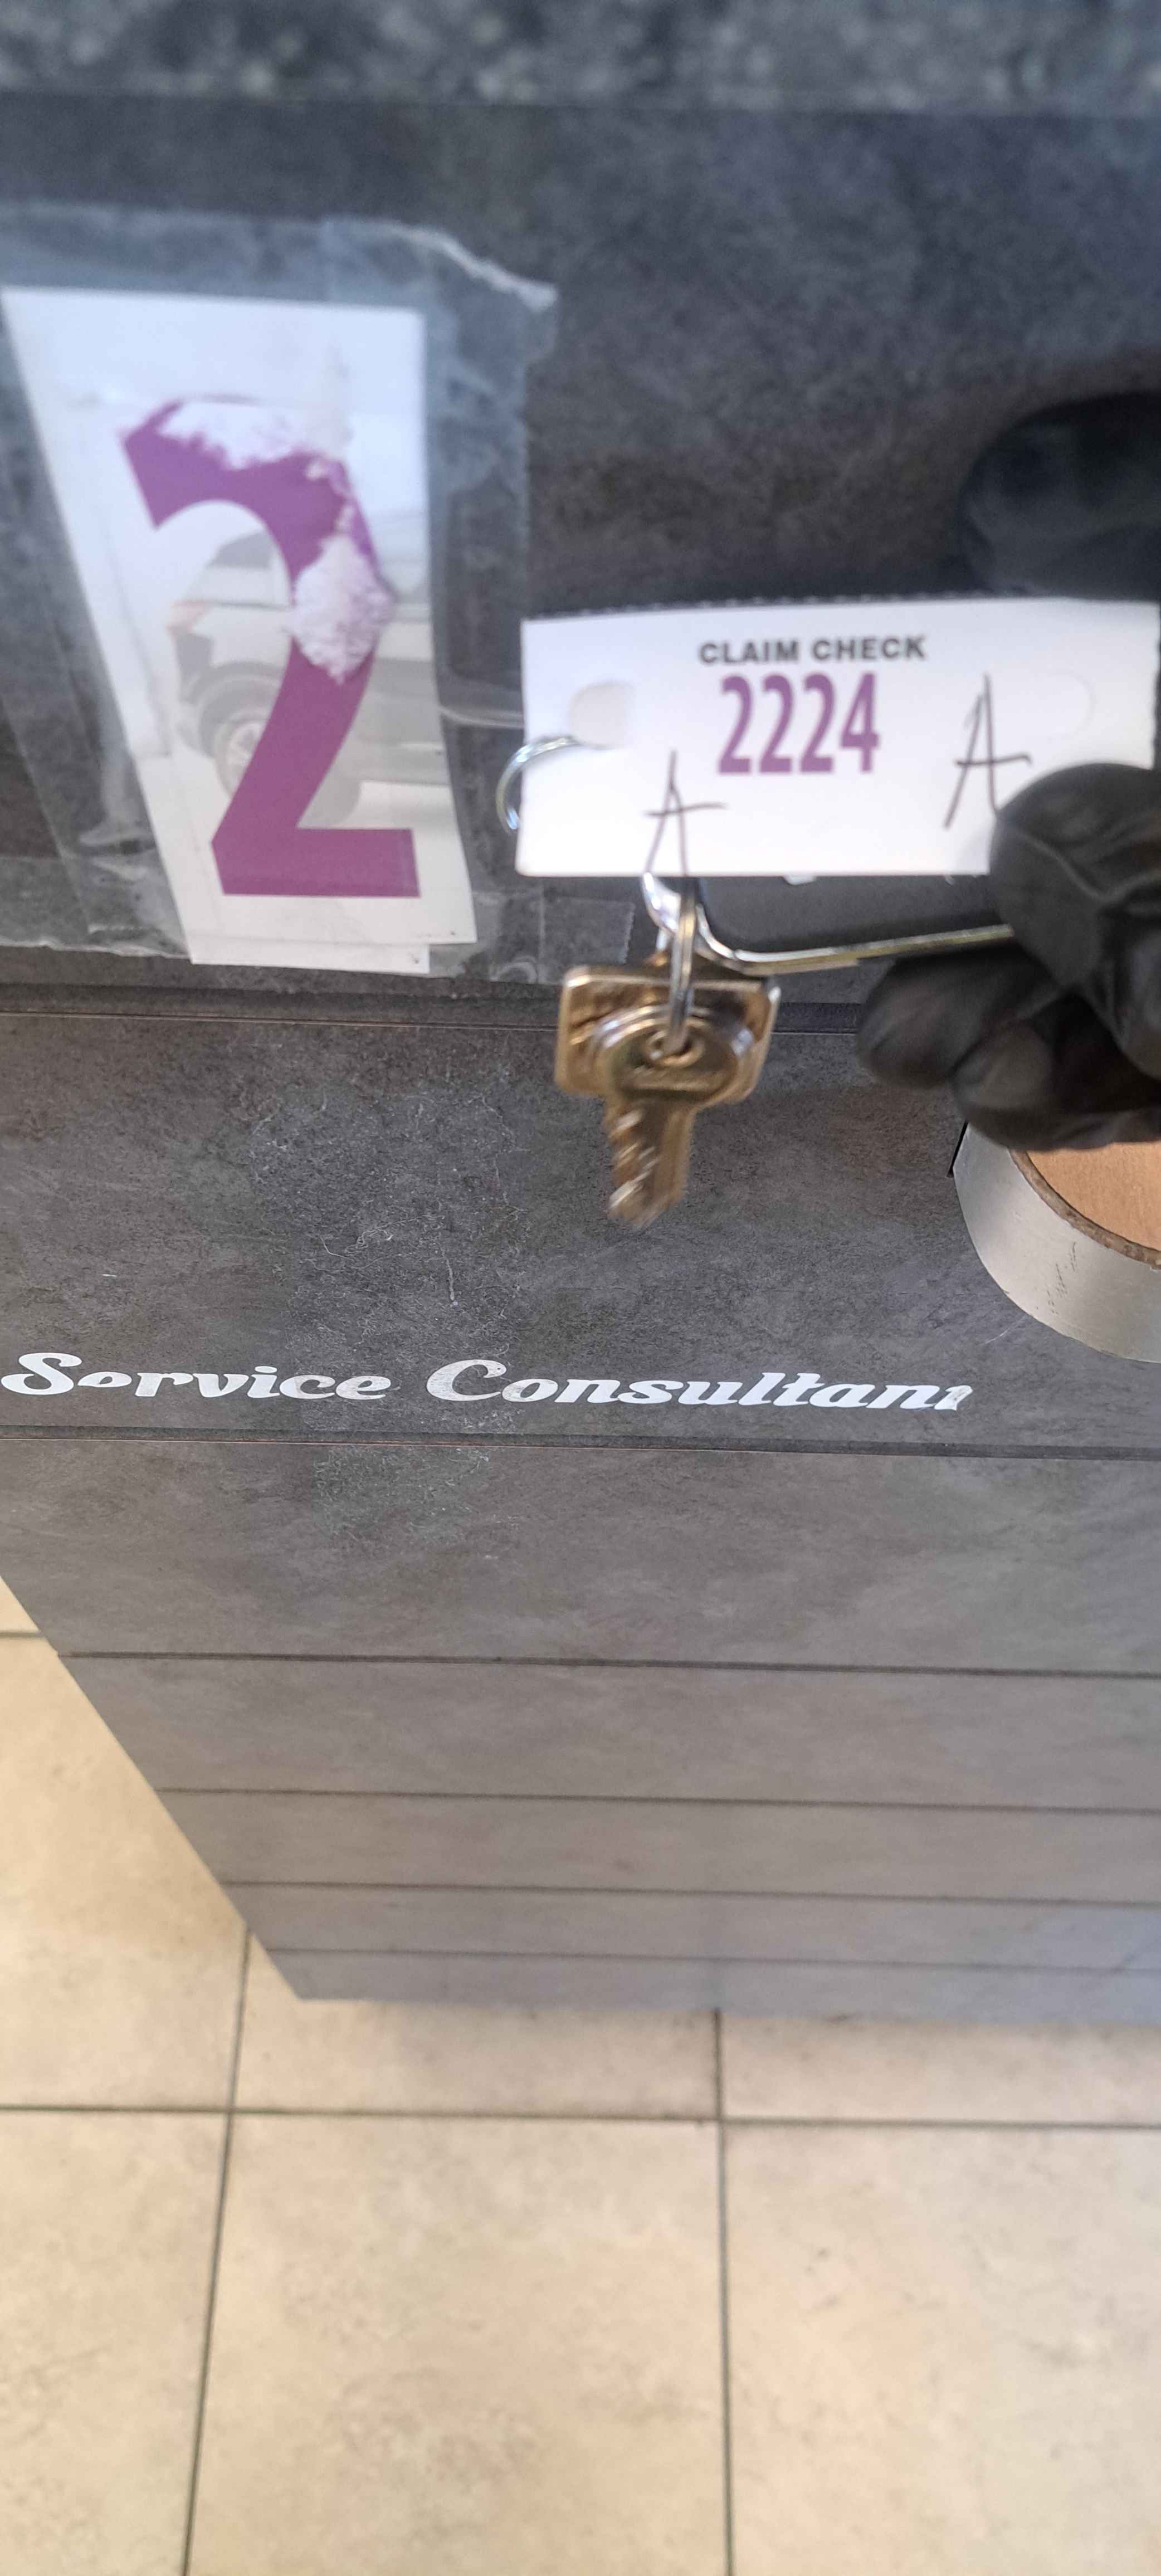 2
CLAIM CHECK
2224
A A
Service Consultant